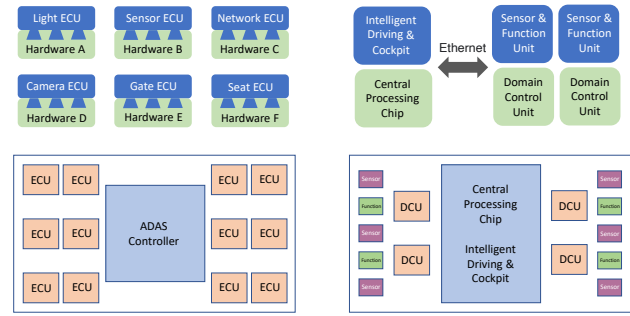 Light ECU
Hardware A
Sensor ECU
Hardware B
Network ECU
Hardware C
Camera ECU
Hardware D
Gate ECU
Hardware E
Seat ECU
Hardware F
Intelligent
Driving &
Cockpit
Central
Processing
Chip
Ethernet
Sensor &
Function
Unit
Domain
Control
Unit
Sensor &
Function
Unit
Domain
Control
Unit
ECU ECU
ECU ECU
ECU ECU
ADAS
Controller
ECU ECU
ECU ECU
ECU ECU
Sensor
Function
Sensor
Function
Sensor
DCU
DCU
Central
Processing
Chip
Intelligent
Driving &
Cockpit
DCU
DCU
Sensor
Function
Sensor
Function
Sensor